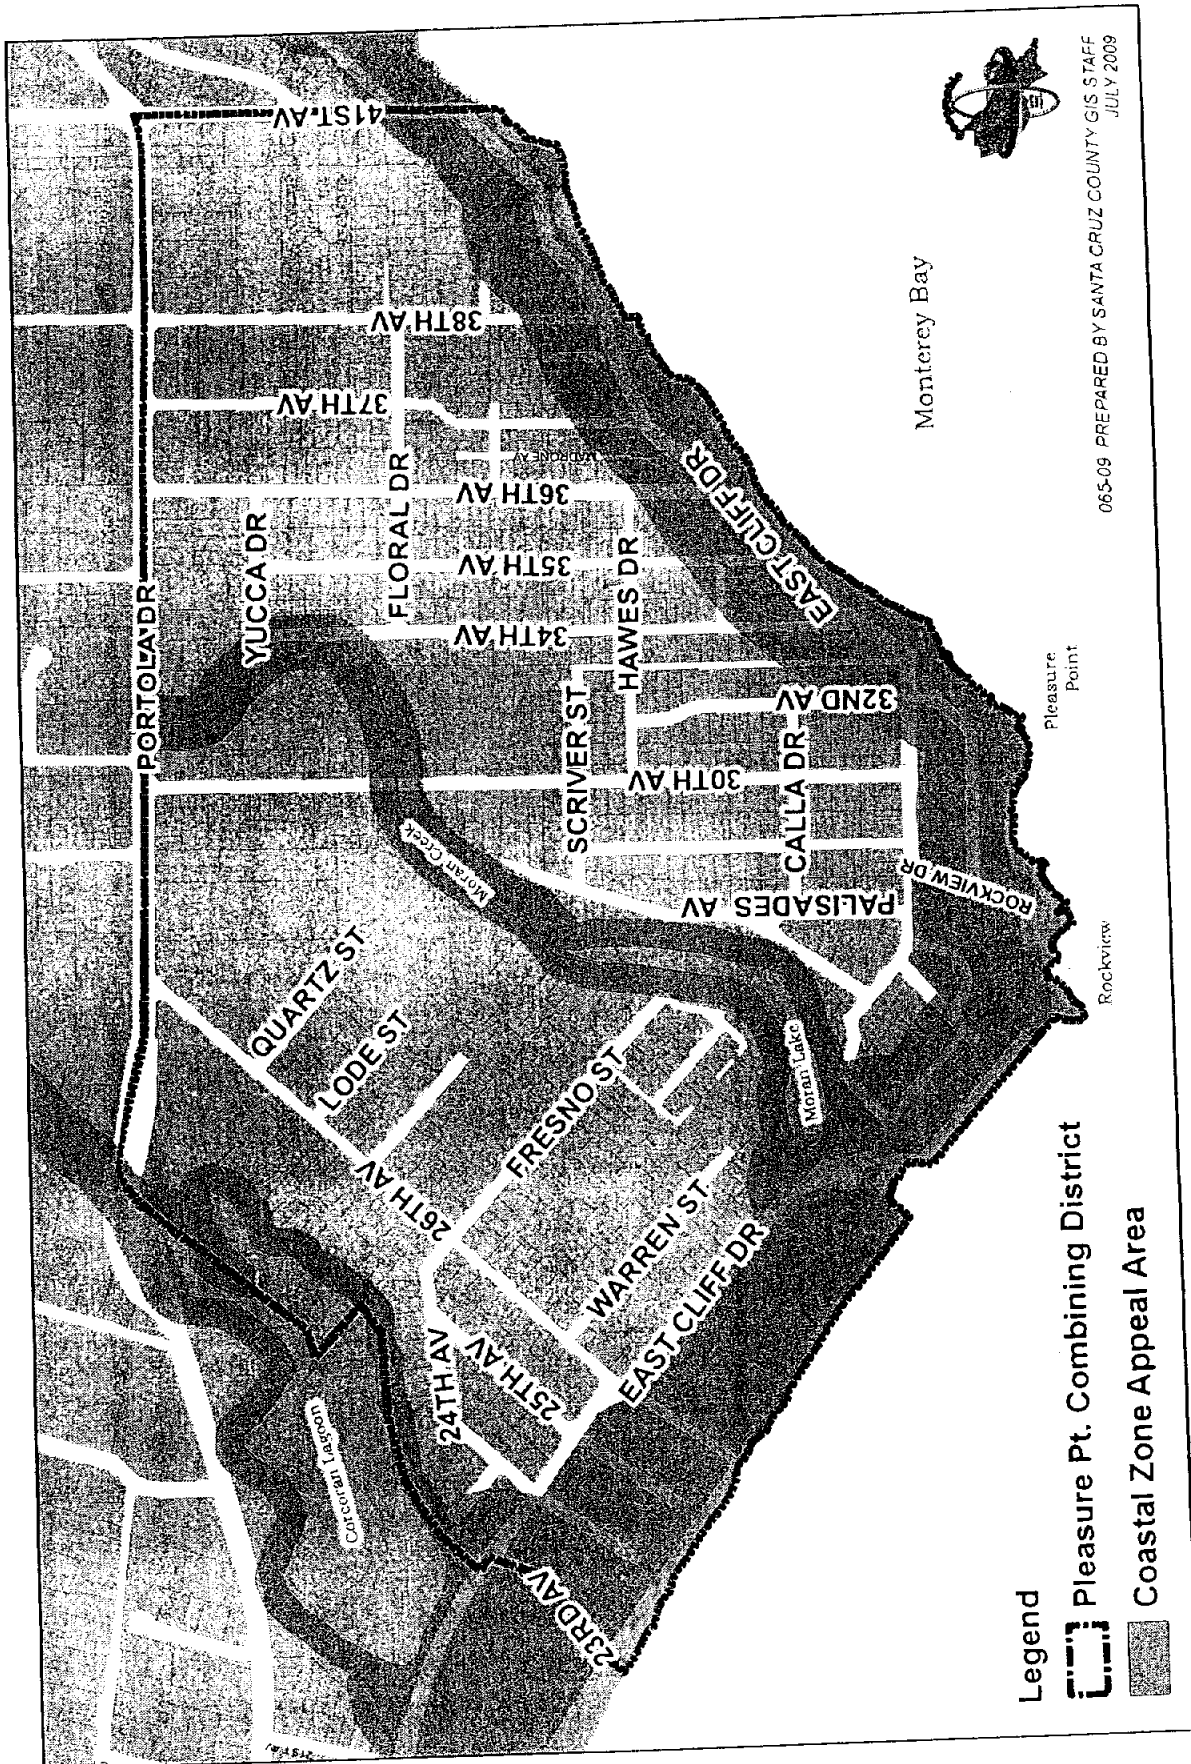 PORTOLA DR
41ST AV
38TH AV
37TH AV
YUCCA DR
FLORAL DR
MADRONE AV
36TH AV
35TH AV
34TH AV
HAWES DR
SCRIVER ST
EAST CLIFF DR
32ND AV
30TH AV
CALLA DR
PALISADES AV
ROCKVIEW DR
Moran Creek
QUARTZ ST
LODE ST
26TH AV
FRESNO ST
WARREN ST
EAST CLIFF DR
Moran Lake
24TH AV
25TH AV
23RD AV
Corcoran Lagoon
21ST AV
Monterey Bay
Pleasure
Point
Rockview
Legend
Pleasure Pt. Combining District
Coastal Zone Appeal Area
065-09 PREPARED BY SANTA CRUZ COUNTY GIS STAFF
JULY 2009